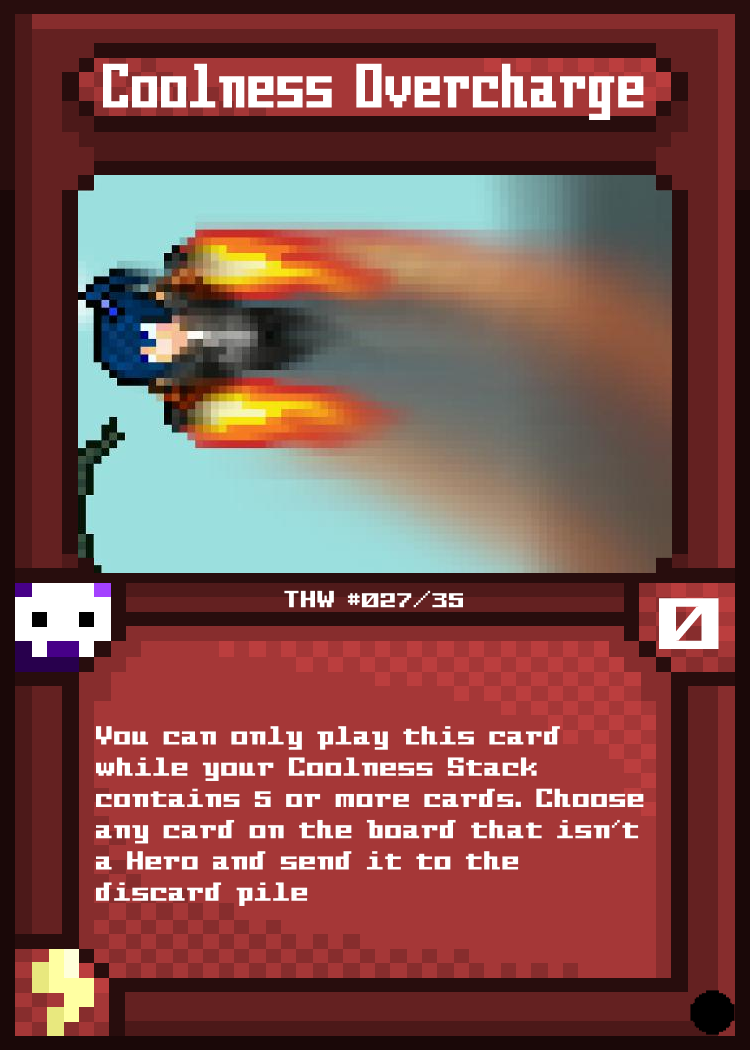 Coolness Overcharge
THW #027/35
0
You can only play this card
while your Coolness Stack
contains 5 or more cards. Choose
any card on the board that isn't
a Hero and send it to the
discard pile